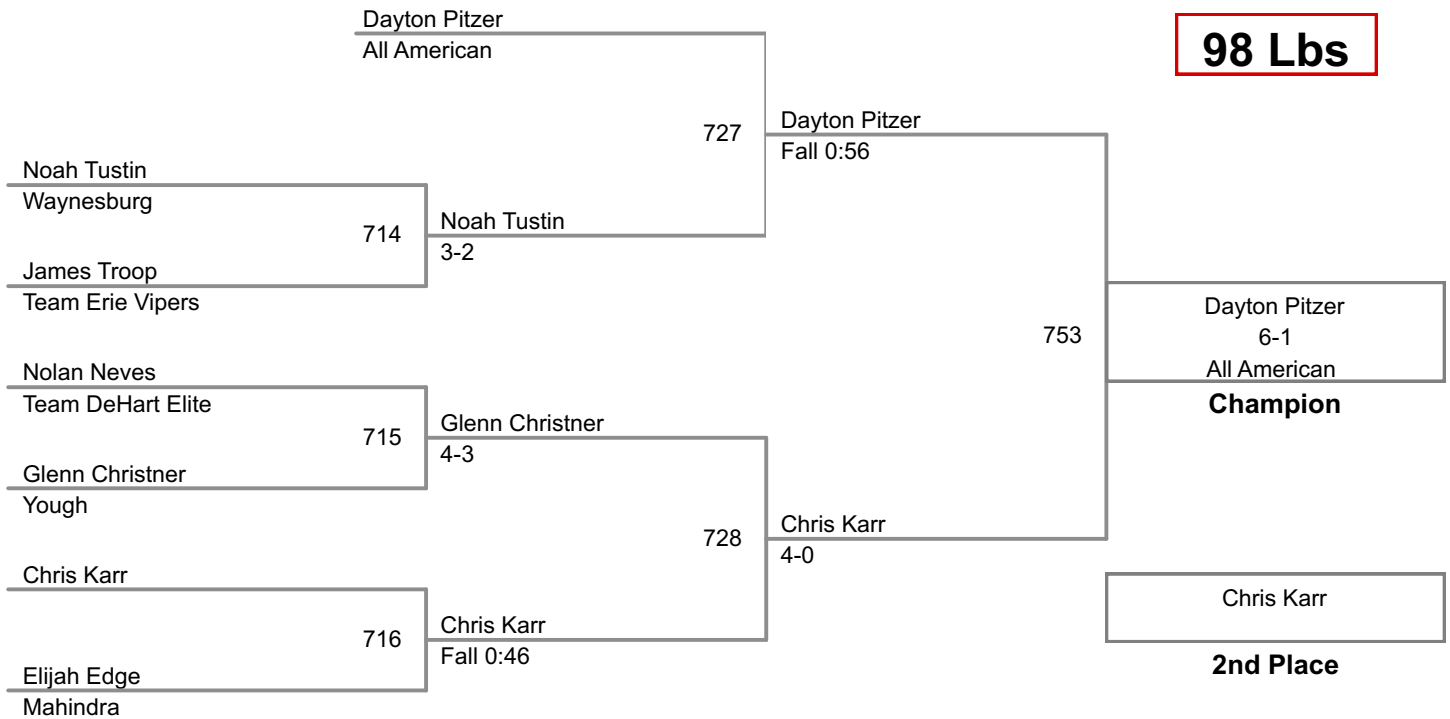 Dayton Pitzer
All American
98 Lbs
727
Dayton Pitzer
Fall 0:56
Noah Tustin
Waynesburg
714
Noah Tustin
3-2
James Troop
Team Erie Vipers
753
Dayton Pitzer
6-1
All American
Champion
Nolan Neves
Team DeHart Elite
715
Glenn Christner
4-3
Glenn Christner
Yough
728
Chris Karr
4-0
Chris Karr
716
Chris Karr
Fall 0:46
Elijah Edge
Mahindra
Chris Karr
2nd Place